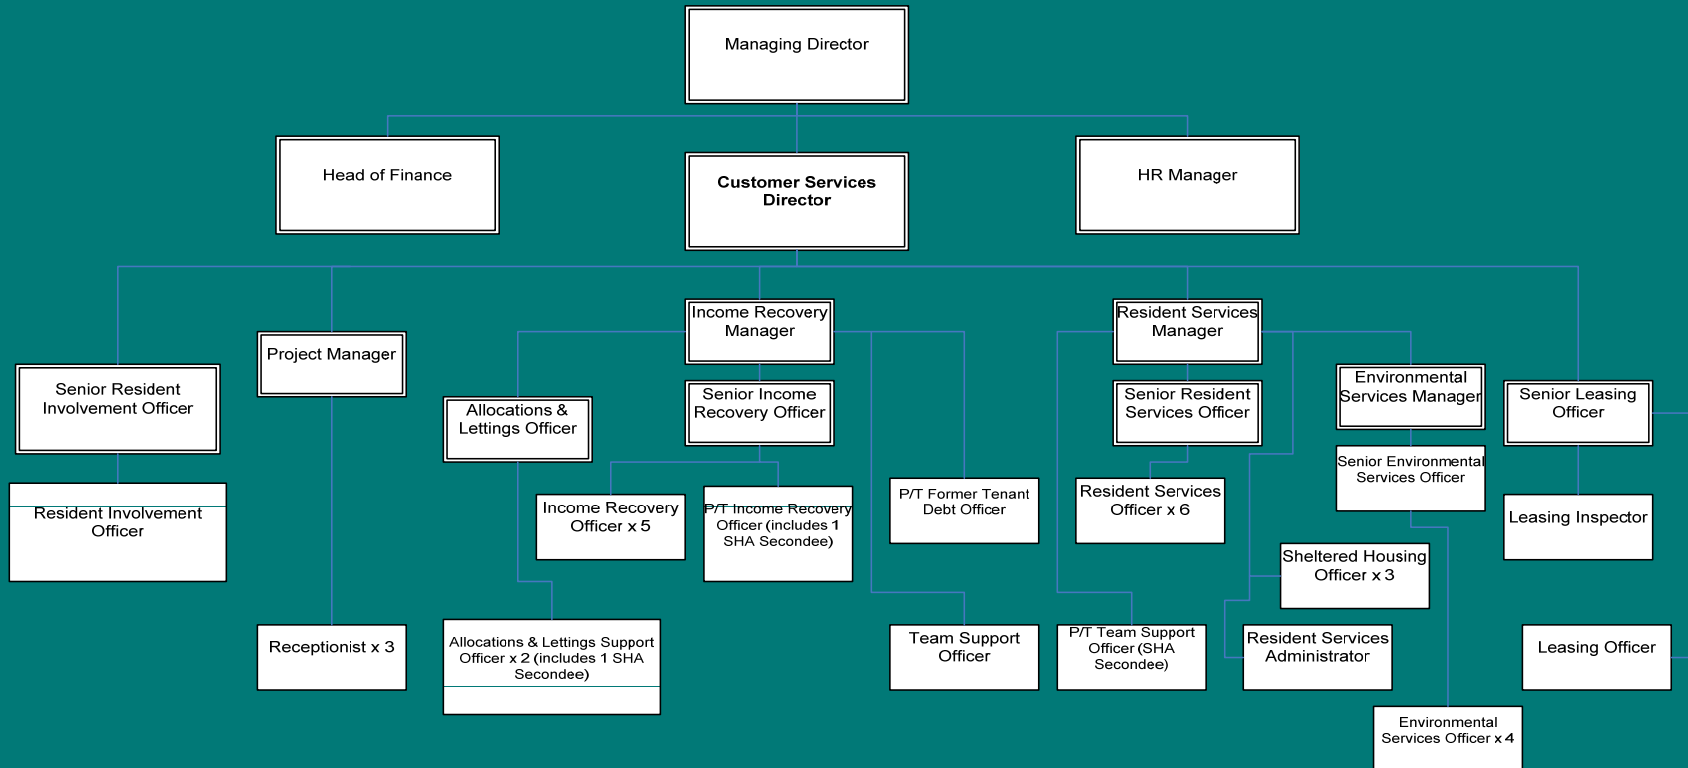 Managing Director
Head of Finance
Customer Services
Director
HR Manager
Senior Resident
Involvement Officer
Project Manager
Income Recovery
Manager
Resident Services
Manager
Allocations &
Lettings Officer
Senior Income
Recovery Officer
Senior Resident
Services Officer
Environmental
Services Manager
Senior Leasing
Officer
Resident Involvement
Officer
Income Recovery
Officer x 5
P/T Income Recovery
Officer (includes 1
SHA Secondee)
P/T Former Tenant
Debt Officer
Resident Services
Officer x 6
Senior Environmental
Services Officer
Leasing Inspector
Sheltered Housing
Officer x 3
Receptionist x 3
Allocations & Lettings Support
Officer x 2 (includes 1 SHA
Secondee)
Team Support
Officer
P/T Team Support
Officer (SHA
Secondee)
Resident Services
Administrator
Leasing Officer
Environmental
Services Officer x 4